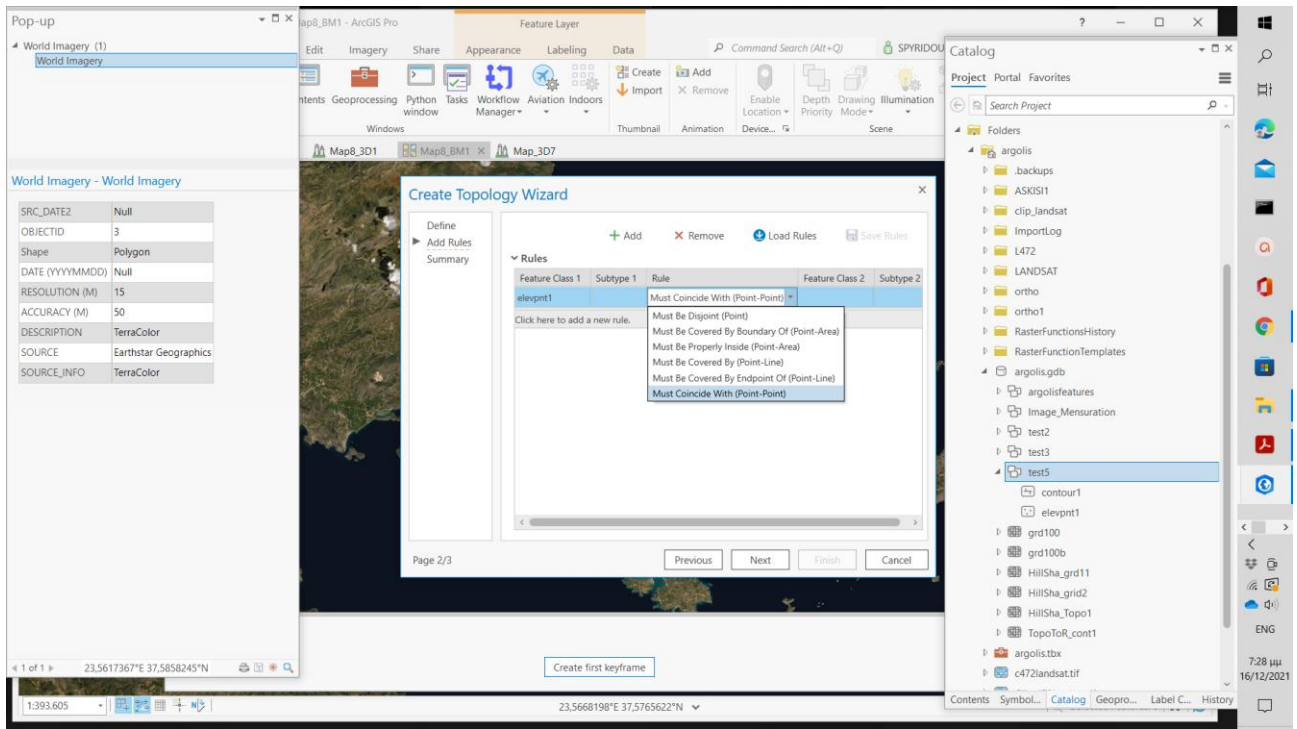 Pop-up
World Imagery (1)
World Imagery
World Imagery - World Imagery
SRC_DATE2 Null
OBJECTID 3
Shape Polygon
DATE (YYYYMMDD) Null
RESOLUTION (M) 15
ACCURACY (M) 50
DESCRIPTION TerraColor
SOURCE Earthstar Geographics
SOURCE_INFO TerraColor
1 of 1 23,5617367°E 37,5858245°N
1:393.605
23,5668198°E 37,5765622°N
ap8_BM1 - ArcGIS Pro
Feature Layer
Edit Imagery Share Appearance Labeling Data
Command Search (Alt+Q)
SPYRIDOU
ntents Geoprocessing Python window Tasks Workflow Manager Aviation Indoors
Windows
Create
Import
Thumbnail
Add
Remove
Animation
Enable Location
Device...
Depth Priority Drawing Mode Illumination
Scene
Map8_3D1 Map8_BM1 Map_3D7
Create Topology Wizard
Define
Add Rules
Summary
Add Remove Load Rules Save Rules
Rules
Feature Class 1 Subtype 1 Rule Feature Class 2 Subtype 2
elevpnt1 Must Coincide With (Point-Point)
Click here to add a new rule.
Must Be Disjoint (Point)
Must Be Covered By Boundary Of (Point-Area)
Must Be Properly Inside (Point-Area)
Must Be Covered By (Point-Line)
Must Be Covered By Endpoint Of (Point-Line)
Must Coincide With (Point-Point)
Page 2/3
Previous Next Finish Cancel
Create first keyframe
Catalog
Project Portal Favorites
Search Project
Folders
argolis
.backups
ASKISI1
clip_landsat
ImportLog
L472
LANDSAT
ortho
ortho1
RasterFunctionsHistory
RasterFunctionTemplates
argolis.gdb
argolisfeatures
Image_Mensuration
test2
test3
test5
contour1
elevpnt1
grd100
grd100b
HillSha_grd11
HillSha_grid2
HillSha_Topo1
TopoToR_cont1
argolis.tbx
c472landsat.tif
Contents Symbol... Catalog Geopro... Label C... History
ENG
7:28 μμ
16/12/2021